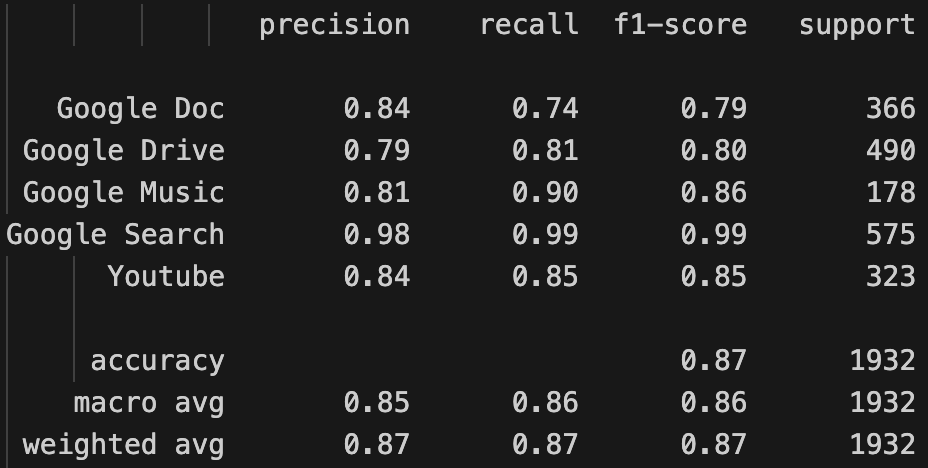 precision recall f1-score support
Google Doc 0.84 0.74 0.79 366
Google Drive 0.79 0.81 0.80 490
Google Music 0.81 0.90 0.86 178
Google Search 0.98 0.99 0.99 575
Youtube 0.84 0.85 0.85 323
accuracy 0.87 1932
macro avg 0.85 0.86 0.86 1932
weighted avg 0.87 0.87 0.87 1932